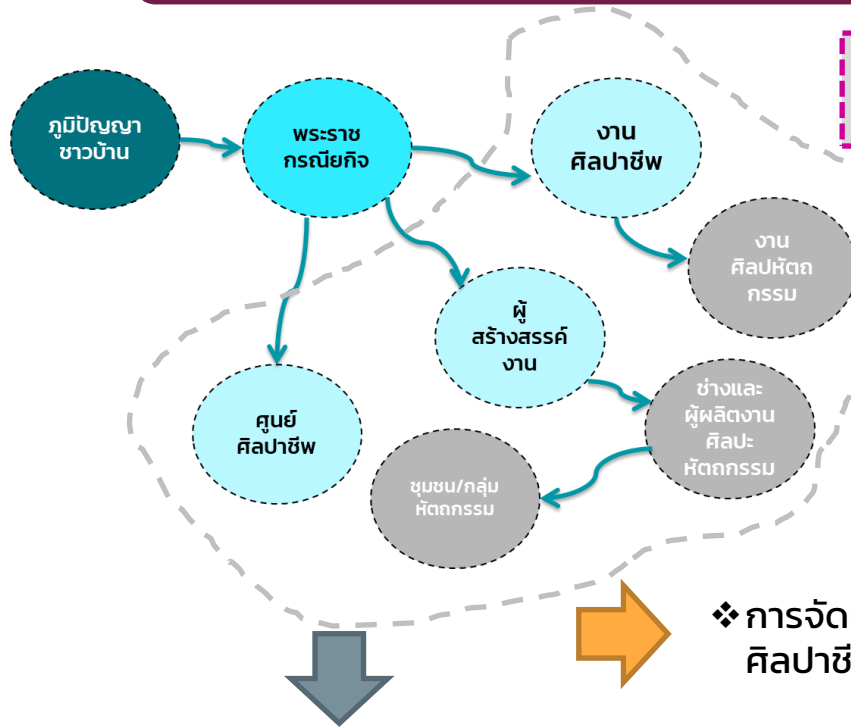 ภูมิปัญญา
ชาวบ้าน
พระราช
กรณียกิจ
งาน
ศิลปาชีพ
งาน
ศิลปหัตถ
กรรม
ผู้
สร้างสรรค์
งาน
ศูนย์
ศิลปาชีพ
ช่างและ
ผู้ผลิตงาน
ศิลปะ
หัตถกรรม
ชุมชน/กลุ่ม
หัตถกรรม
❖ การจัด
ศิลปาชี